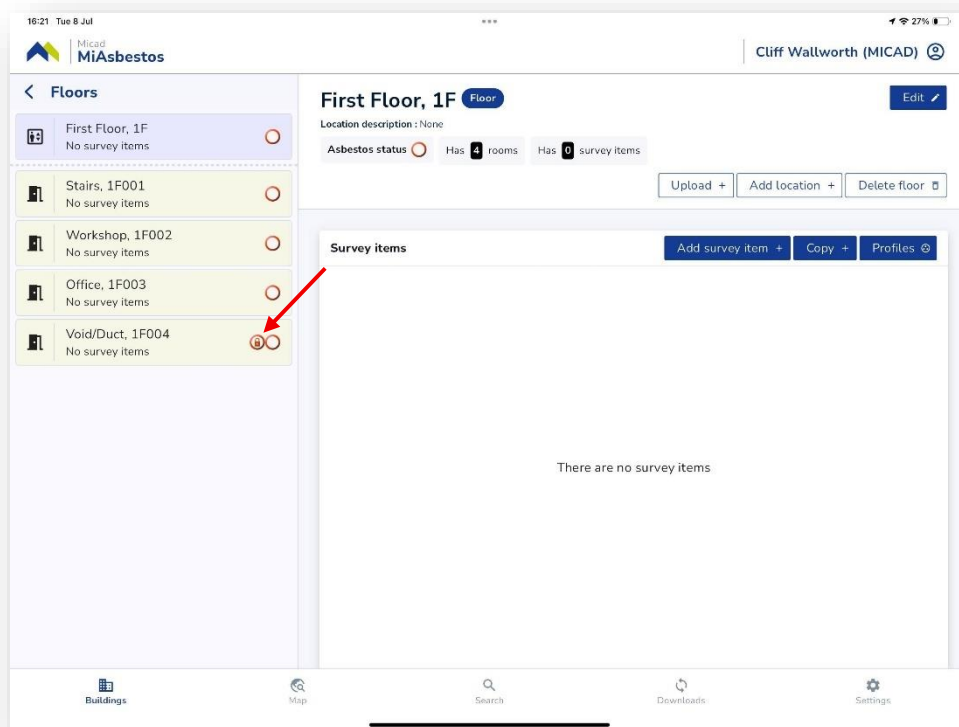 16:21 Tue 8 Jul
27%
Micad
MiAsbestos
Cliff Wallworth (MICAD)
Floors
First Floor, 1F
No survey items
Stairs, 1F001
No survey items
Workshop, 1F002
No survey items
Office, 1F003
No survey items
Void/Duct, 1F004
No survey items
First Floor, 1F Floor
Edit
Location description : None
Asbestos status Has 4 rooms Has 0 survey items
Upload + Add location + Delete floor
Survey items
Add survey item + Copy + Profiles
There are no survey items
Buildings Map Search Downloads Settings